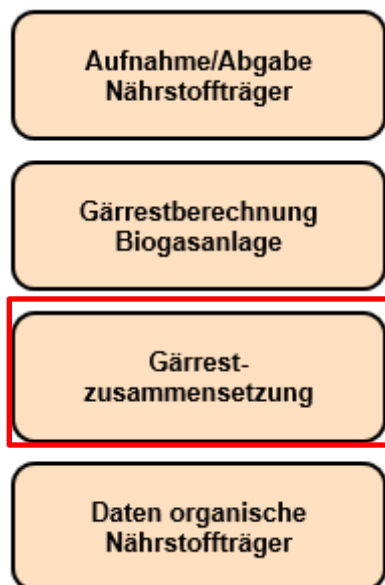 Aufnahme/Abgabe
Nährstoffträger
Gärrestberechnung
Biogasanlage
Gärrest-
zusammensetzung
Daten organische
Nährstoffträger